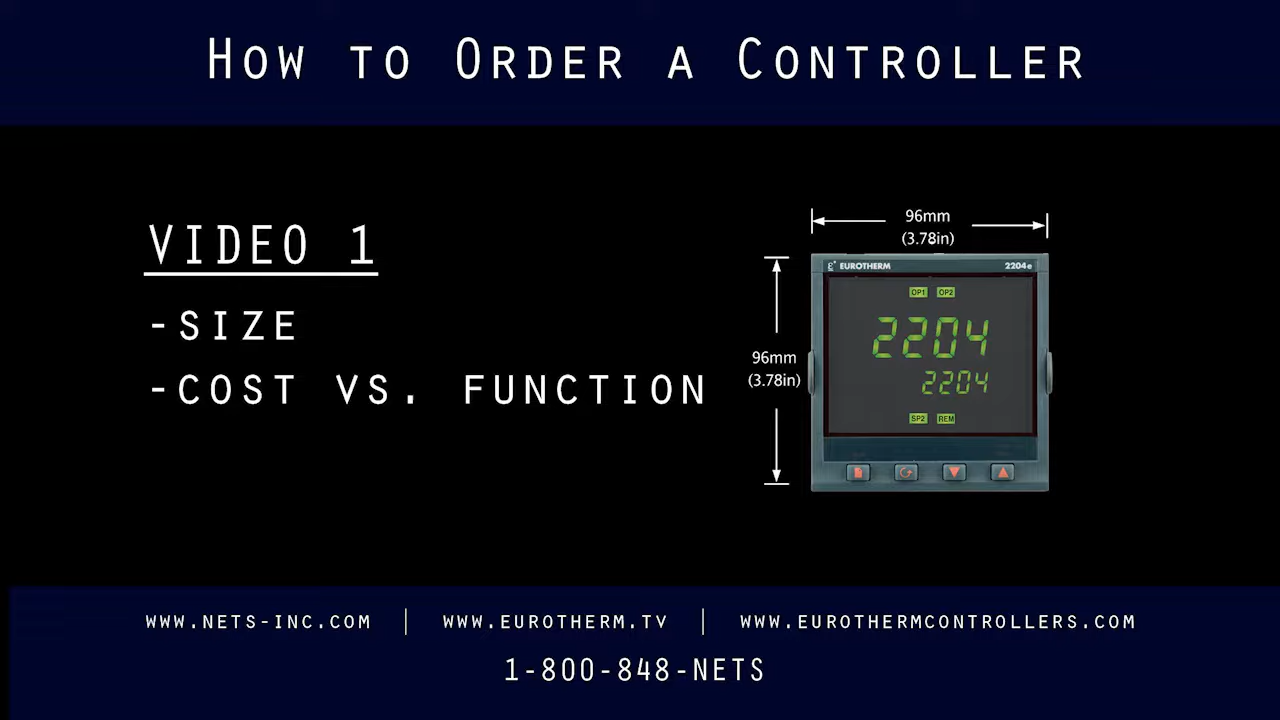 How to Order a Controller
VIDEO 1
-SIZE
-COST VS. FUNCTION
96mm
(3.78in)
96mm
(3.78in)
EUROTHERM 2204e
OP1 OP2
2204
2204
SP2 REM
WWW.NETS-INC.COM | WWW.EUROTHERM.TV | WWW.EUROTHERMCONTROLLERS.COM
1-800-848-NETS